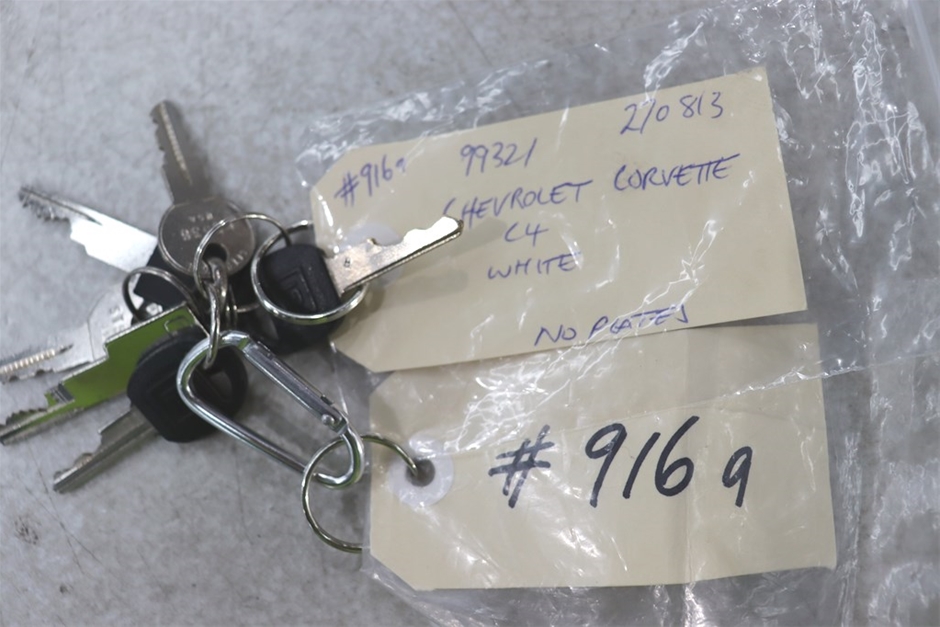 #916a 99321 210813
CHEVROLET CORVETTE
C4
WHITE
NO PLATES
#916a